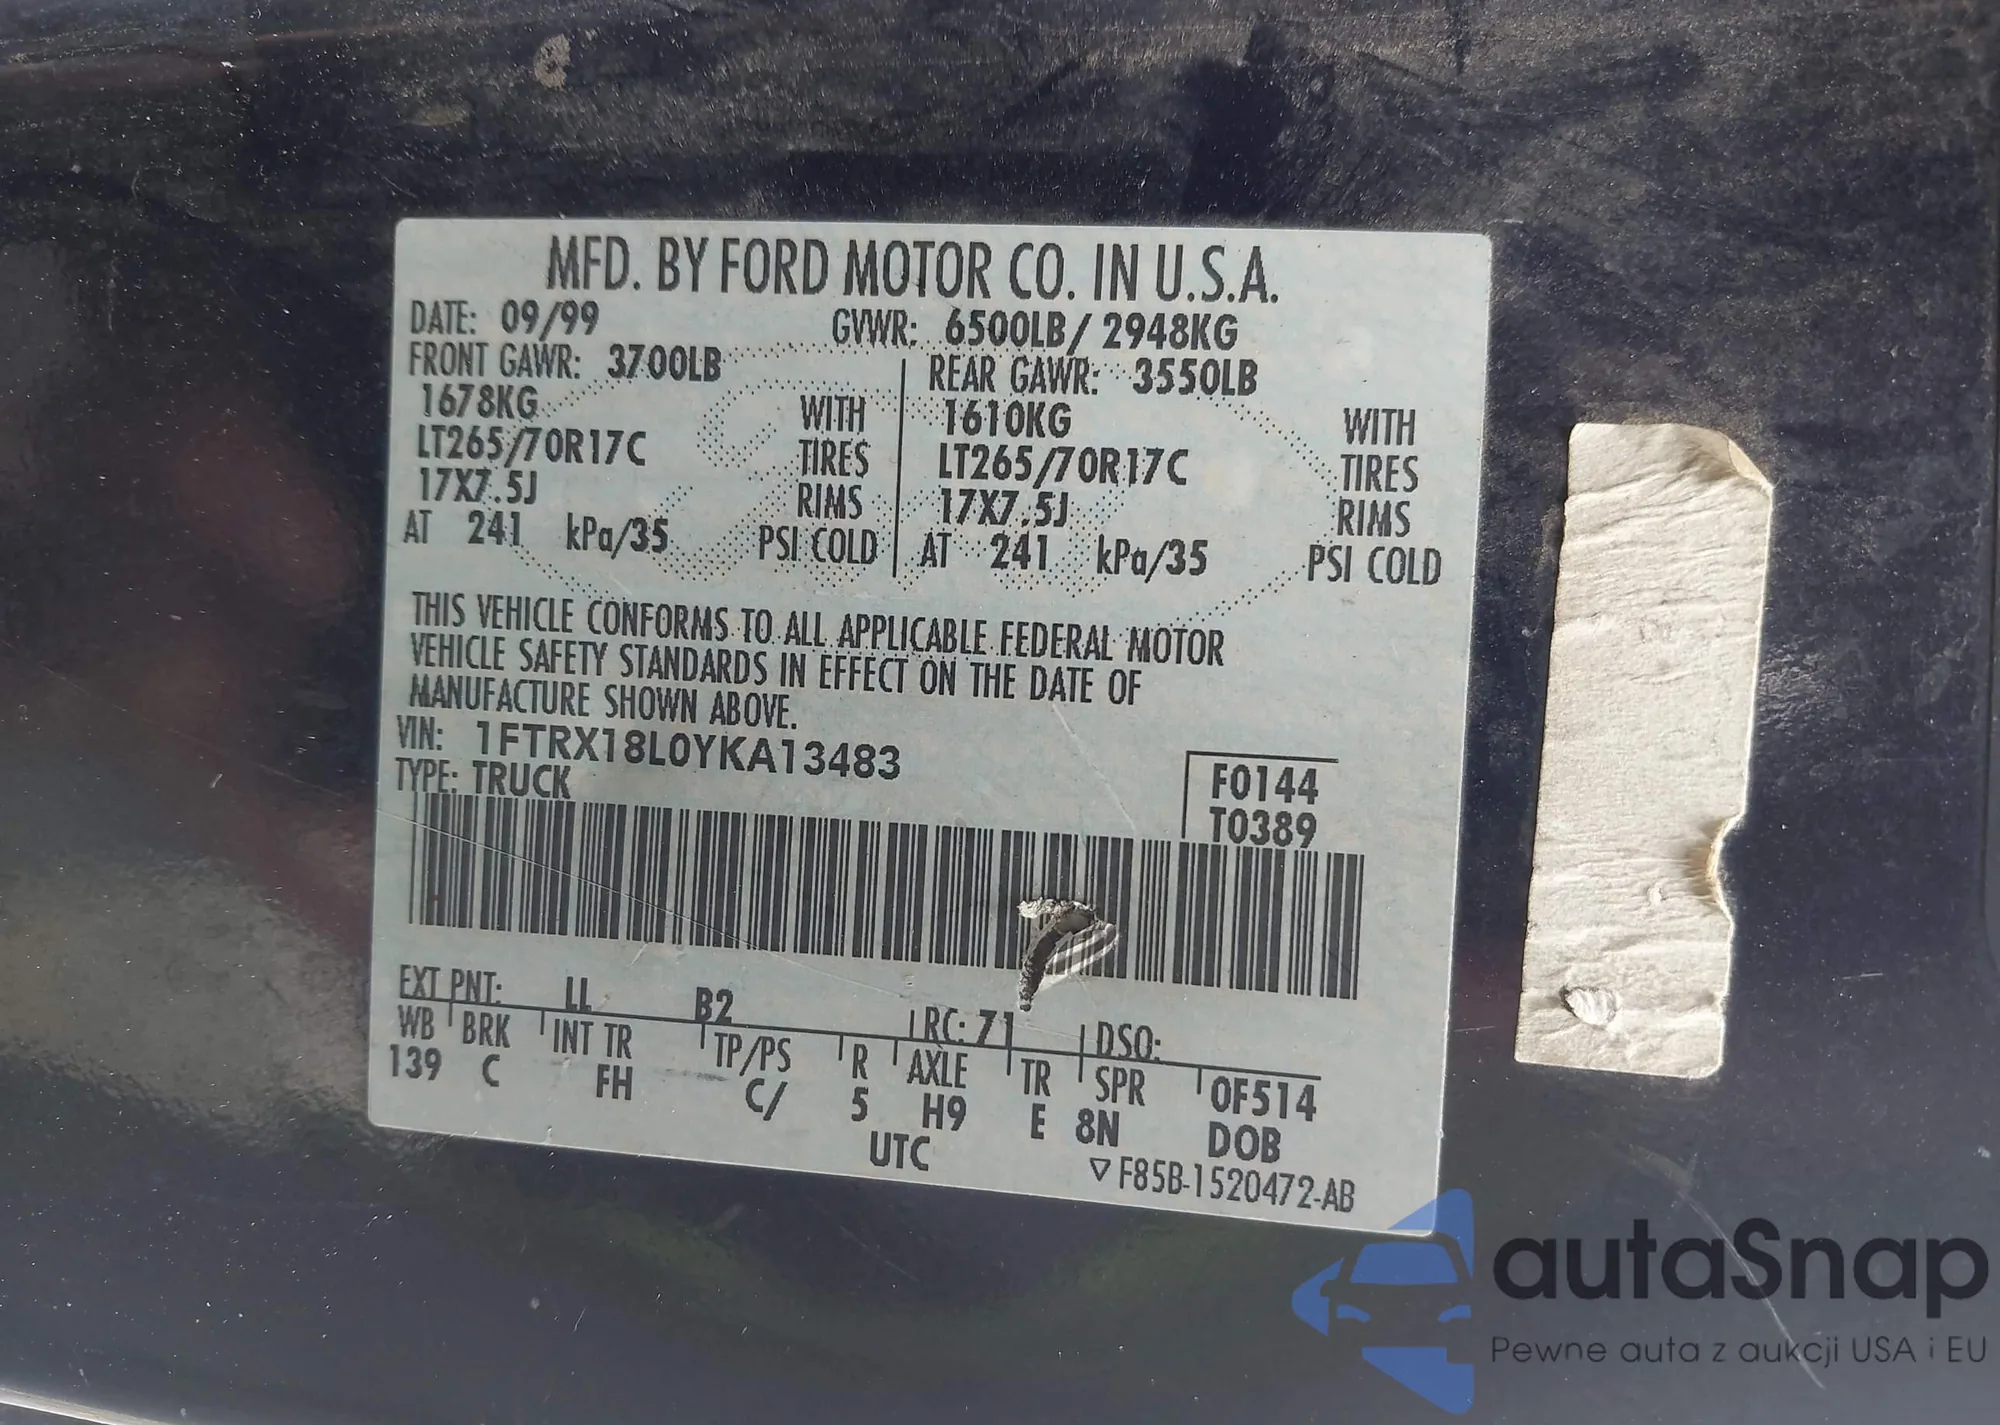 MFD. BY FORD MOTOR CO. IN U.S.A.
DATE: 09/99 GVWR: 6500LB/ 2948KG
FRONT GAWR: 3700LB REAR GAWR: 3550LB
1678KG WITH 1610KG WITH
LT265/70R17C TIRES LT265/70R17C TIRES
17X7.5J RIMS 17X7.5J RIMS
AT 241 kPa/35 PSI COLD AT 241 kPa/35 PSI COLD
THIS VEHICLE CONFORMS TO ALL APPLICABLE FEDERAL MOTOR
VEHICLE SAFETY STANDARDS IN EFFECT ON THE DATE OF
MANUFACTURE SHOWN ABOVE.
VIN: 1FTRX18L0YKA13483
TYPE: TRUCK
F0144
T0389
EXT PNT: LL B2 RC: 71 DSO:
WB BRK INT TR TP/PS R AXLE TR SPR 0F514
139 C FH C/ 5 H9 E 8N DOB
UTC
▽F85B-1520472-AB
autaSnap
Pewne auta z aukcji USA i EU